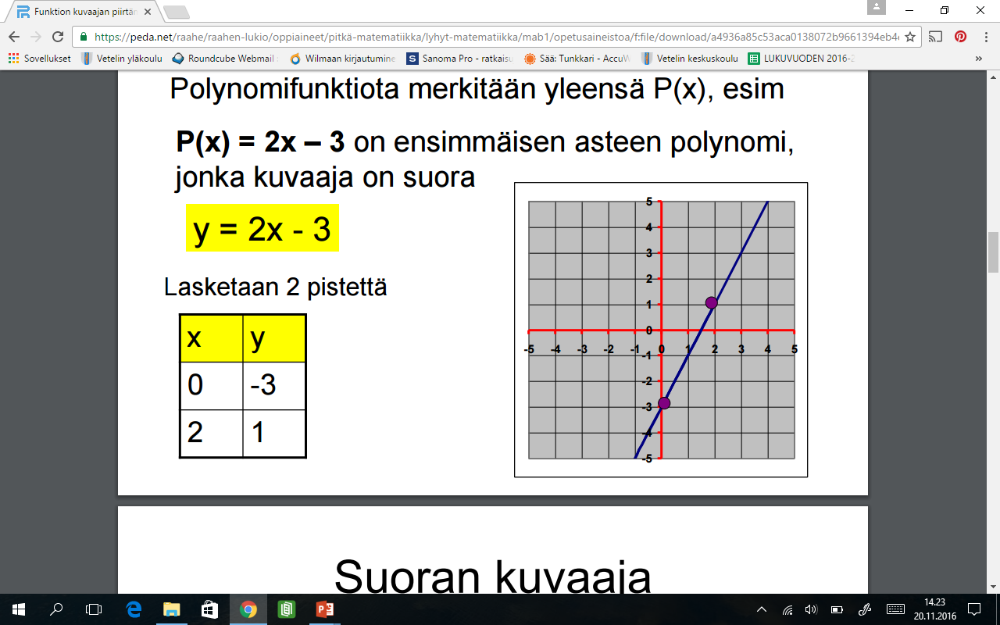 Funktion kuvaajan piirtän
https://peda.net/raahe/raahen-lukio/oppiaineet/pitkä-matematiikka/lyhyt-matematiikka/mab1/opetusaineistoa/f:file/download/a4936a85c53aca0138072b9661394eb4
Sovellukset Vetelin yläkoulu Roundcube Webmail : Wilmaan kirjautumine Sanoma Pro - ratkaisu Sää: Tunkkari - AccuW Vetelin keskuskoulu LUKUVUODEN 2016-2 »
Polynomifunktiota merkitään yleensä P(x), esim
P(x) = 2x – 3 on ensimmäisen asteen polynomi,
jonka kuvaaja on suora
y = 2x - 3
Lasketaan 2 pistettä
x y
0 -3
2 1
5
4
3
2
1
0
-5 -4 -3 -2 -1 0 1 2 3 4 5
-1
-2
-3
-4
-5
Suoran kuvaaja
14.23
20.11.2016